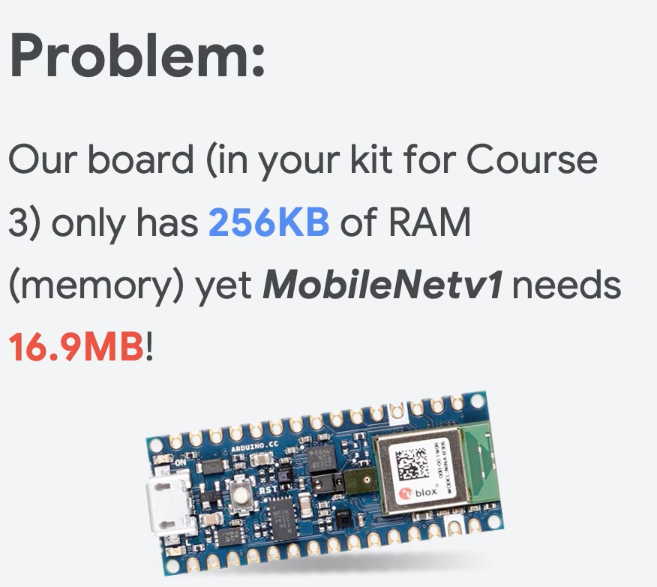 Problem:
Our board (in your kit for Course
3) only has 256KB of RAM
(memory) yet MobileNetv1 needs
16.9MB!
ARDUINO.CC
ON
RST
u blox